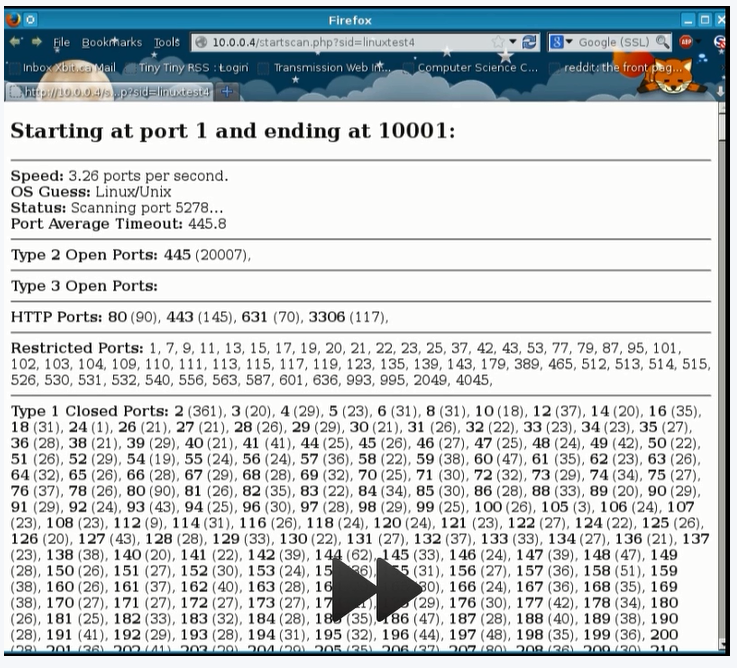 Firefox
File Bookmarks Tools 10.0.0.4/startscan.php?sid=linuxtest4 Google (SSL)
Inbox Xbit.ca Mail Tiny Tiny RSS : Login Transmission Web In... Computer Science C... reddit: the front pag...
http://10.0.0.4/s...p?sid=linuxtest4
Starting at port 1 and ending at 10001:
Speed: 3.26 ports per second.
OS Guess: Linux/Unix
Status: Scanning port 5278...
Port Average Timeout: 445.8
Type 2 Open Ports: 445 (20007),
Type 3 Open Ports:
HTTP Ports: 80 (90), 443 (145), 631 (70), 3306 (117),
Restricted Ports: 1, 7, 9, 11, 13, 15, 17, 19, 20, 21, 22, 23, 25, 37, 42, 43, 53, 77, 79, 87, 95, 101,
102, 103, 104, 109, 110, 111, 113, 115, 117, 119, 123, 135, 139, 143, 179, 389, 465, 512, 513, 514, 515,
526, 530, 531, 532, 540, 556, 563, 587, 601, 636, 993, 995, 2049, 4045,
Type 1 Closed Ports: 2 (361), 3 (20), 4 (29), 5 (23), 6 (31), 8 (31), 10 (18), 12 (37), 14 (20), 16 (35),
18 (31), 24 (1), 26 (21), 27 (21), 28 (26), 29 (29), 30 (21), 31 (26), 32 (22), 33 (23), 34 (23), 35 (27),
36 (28), 38 (21), 39 (29), 40 (21), 41 (41), 44 (25), 45 (26), 46 (27), 47 (25), 48 (24), 49 (42), 50 (22),
51 (26), 52 (29), 54 (19), 55 (24), 56 (24), 57 (36), 58 (22), 59 (38), 60 (47), 61 (35), 62 (23), 63 (26),
64 (32), 65 (26), 66 (28), 67 (29), 68 (28), 69 (32), 70 (25), 71 (30), 72 (32), 73 (29), 74 (34), 75 (27),
76 (37), 78 (26), 80 (90), 81 (26), 82 (35), 83 (22), 84 (34), 85 (30), 86 (28), 88 (33), 89 (20), 90 (29),
91 (29), 92 (24), 93 (43), 94 (25), 96 (30), 97 (28), 98 (29), 99 (25), 100 (26), 105 (3), 106 (24), 107
(23), 108 (23), 112 (9), 114 (31), 116 (26), 118 (24), 120 (24), 121 (23), 122 (27), 124 (22), 125 (26),
126 (20), 127 (43), 128 (28), 129 (33), 130 (22), 131 (27), 132 (37), 133 (33), 134 (27), 136 (21), 137
(23), 138 (38), 140 (20), 141 (22), 142 (39), 144 (62), 145 (33), 146 (24), 147 (39), 148 (47), 149
(28), 150 (26), 151 (27), 152 (30), 153 (24), (31), 156 (27), 157 (36), 158 (51), 159
(38), 160 (26), 161 (37), 162 (40), 163 (28), 166 (24), 167 (36), 168 (35), 169
(38), 170 (27), 171 (27), 172 (27), 173 (27), (29), 176 (30), 177 (42), 178 (34), 180
(26), 181 (25), 182 (33), 183 (32), 184 (28), (35), 186 (47), 187 (28), 188 (40), 189 (38), 190
(28), 191 (41), 192 (29), 193 (28), 194 (31), 195 (32), 196 (44), 197 (48), 198 (35), 199 (36), 200